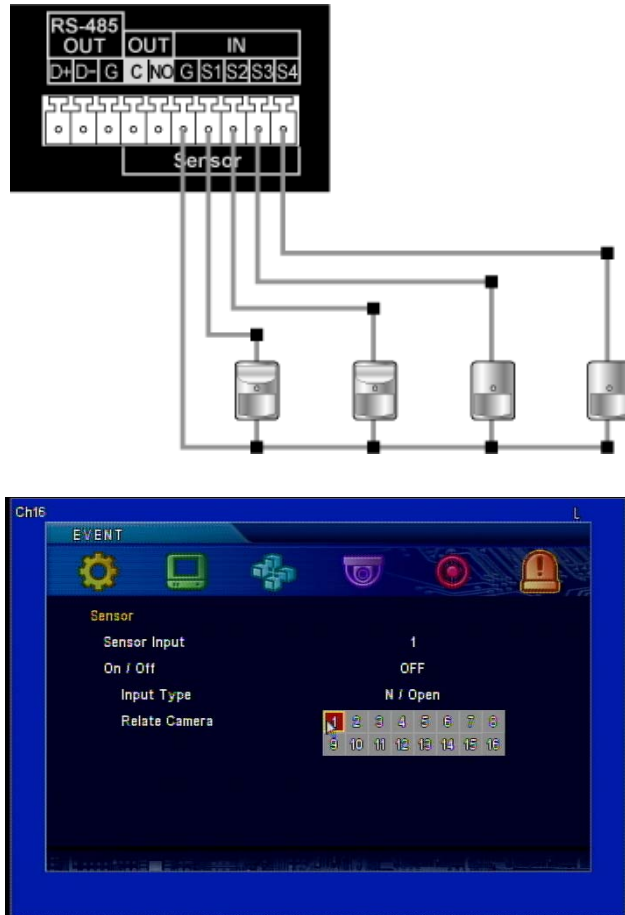 RS-485
OUT OUT IN
D+ D- G C NO G S1 S2 S3 S4
Sensor
Ch16 L
EVENT
Sensor
Sensor Input 1
On / Off OFF
Input Type N / Open
Relate Camera 1 2 3 4 5 6 7 8
9 10 11 12 13 14 15 16